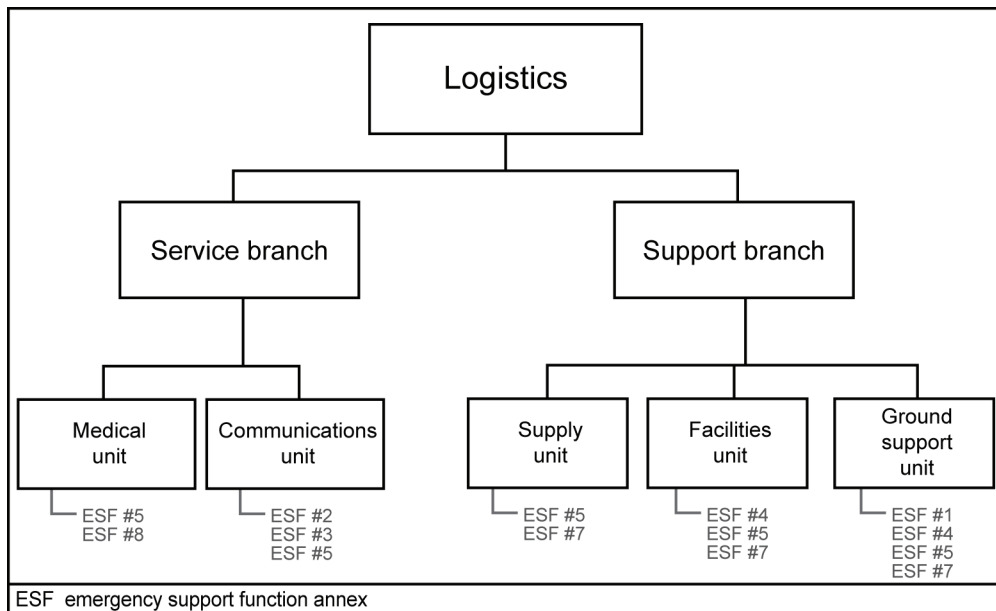 Logistics
Service branch
Support branch
Medical
unit
Communications
unit
Supply
unit
Facilities
unit
Ground
support
unit
ESF #5
ESF #8
ESF #2
ESF #3
ESF #5
ESF #5
ESF #7
ESF #4
ESF #5
ESF #7
ESF #1
ESF #4
ESF #5
ESF #7
ESF emergency support function annex